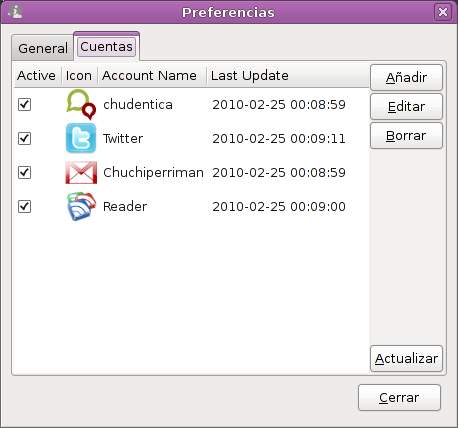 Preferencias
General Cuentas
Active Icon Account Name Last Update
chudentica 2010-02-25 00:08:59
Twitter 2010-02-25 00:09:11
Chuchiperriman 2010-02-25 00:08:59
Reader 2010-02-25 00:09:00
Añadir
Editar
Borrar
Actualizar
Cerrar